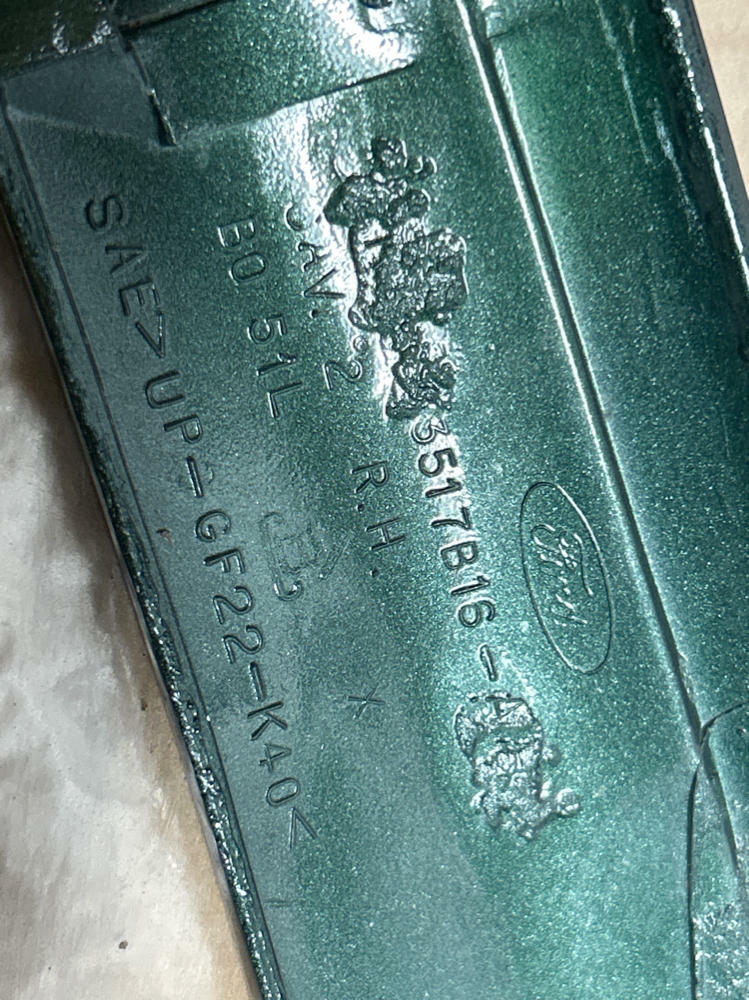 Ford
3517B16-A
CAV. 2 R.H.
BO 51L
SAE>UP-GF22-K40<